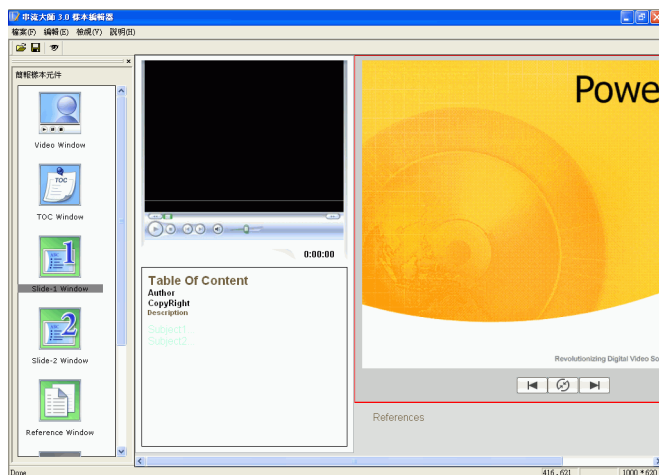 串流大師 3.0 樣本編輯器
檔案(F) 編輯(E) 檢視(Y) 說明(H)
簡報樣本元件
Video Window
TOC
TOC Window
1
Slide-1 Window
2
Slide-2 Window
Reference Window
0:00:00
Table Of Content
Author
CopyRight
Description
Subject1
Subject2
Powe
Revolutionizing Digital Video So
References
Done
416 , 621
1000 * 620